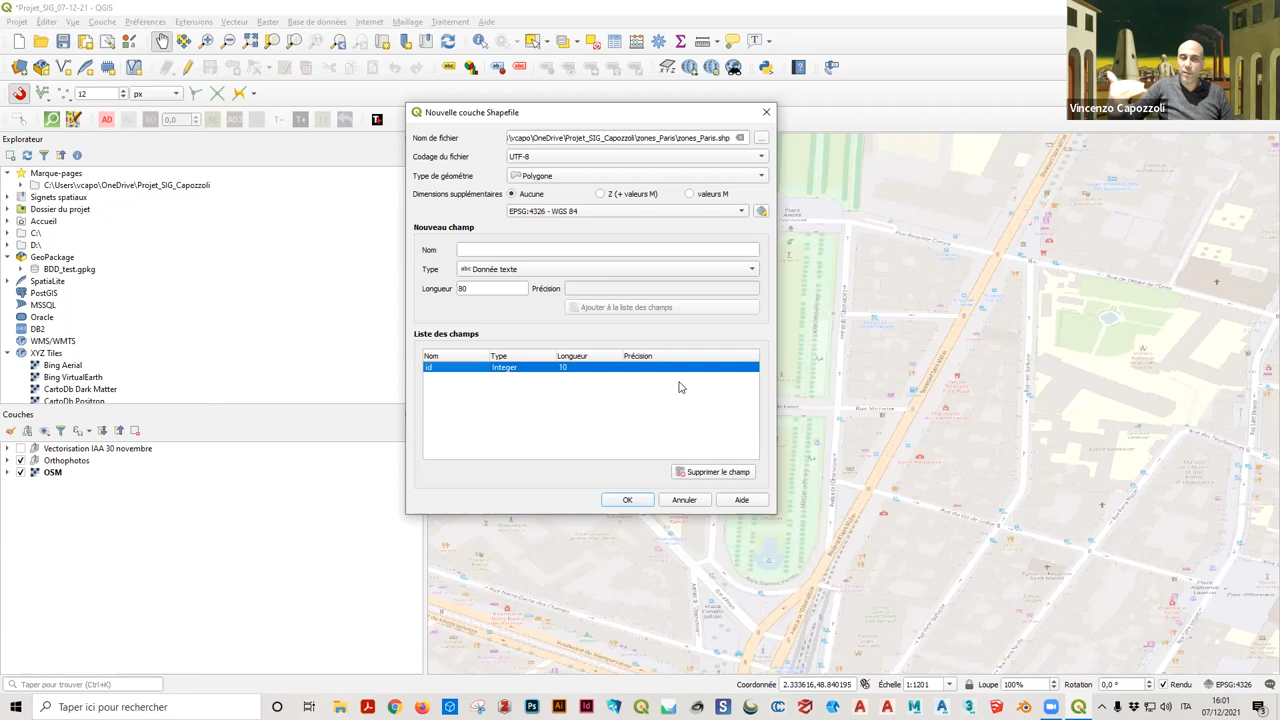 *Projet_SIG_07-12-21 - QGIS
Projet Éditer Vue Couche Préférences Extensions Vecteur Raster Base de données Internet Maillage Traitement Aide
12 px
AD 0,0
Explorateur
Marque-pages
C:\Users\vcapo\OneDrive\Projet_SIG_Capozzoli
Signets spatiaux
Dossier du projet
Accueil
C:\
D:\
GeoPackage
BDD_test.gpkg
SpatiaLite
PostGIS
MSSQL
Oracle
DB2
WMS/WMTS
XYZ Tiles
Bing Aerial
Bing VirtualEarth
CartoDb Dark Matter
CartoDb Positron
Couches
Vectorisation IAA 30 novembre
Orthophotos
OSM
Nouvelle couche Shapefile
Nom de fichier \vcapo\OneDrive\Projet_SIG_Capozzoli\zones_Paris\zones_Paris.shp ...
Codage du fichier UTF-8
Type de géométrie Polygone
Dimensions supplémentaires Aucune Z (+ valeurs M) valeurs M
EPSG:4326 - WGS 84
Nouveau champ
Nom
Type abc Donnée texte
Longueur 80 Précision
Ajouter à la liste des champs
Liste des champs
Nom Type Longueur Précision
id Integer 10
Supprimer le champ
OK Annuler Aide
Vincenzo Capozzoli
Taper pour trouver (Ctrl+K)
Coordonnée 2.333616,48.840195 Échelle 1:1201 Loupe 100% Rotation 0,0 ° Rendu EPSG:4326
Taper ici pour rechercher
ITA
16:01
07/12/2021